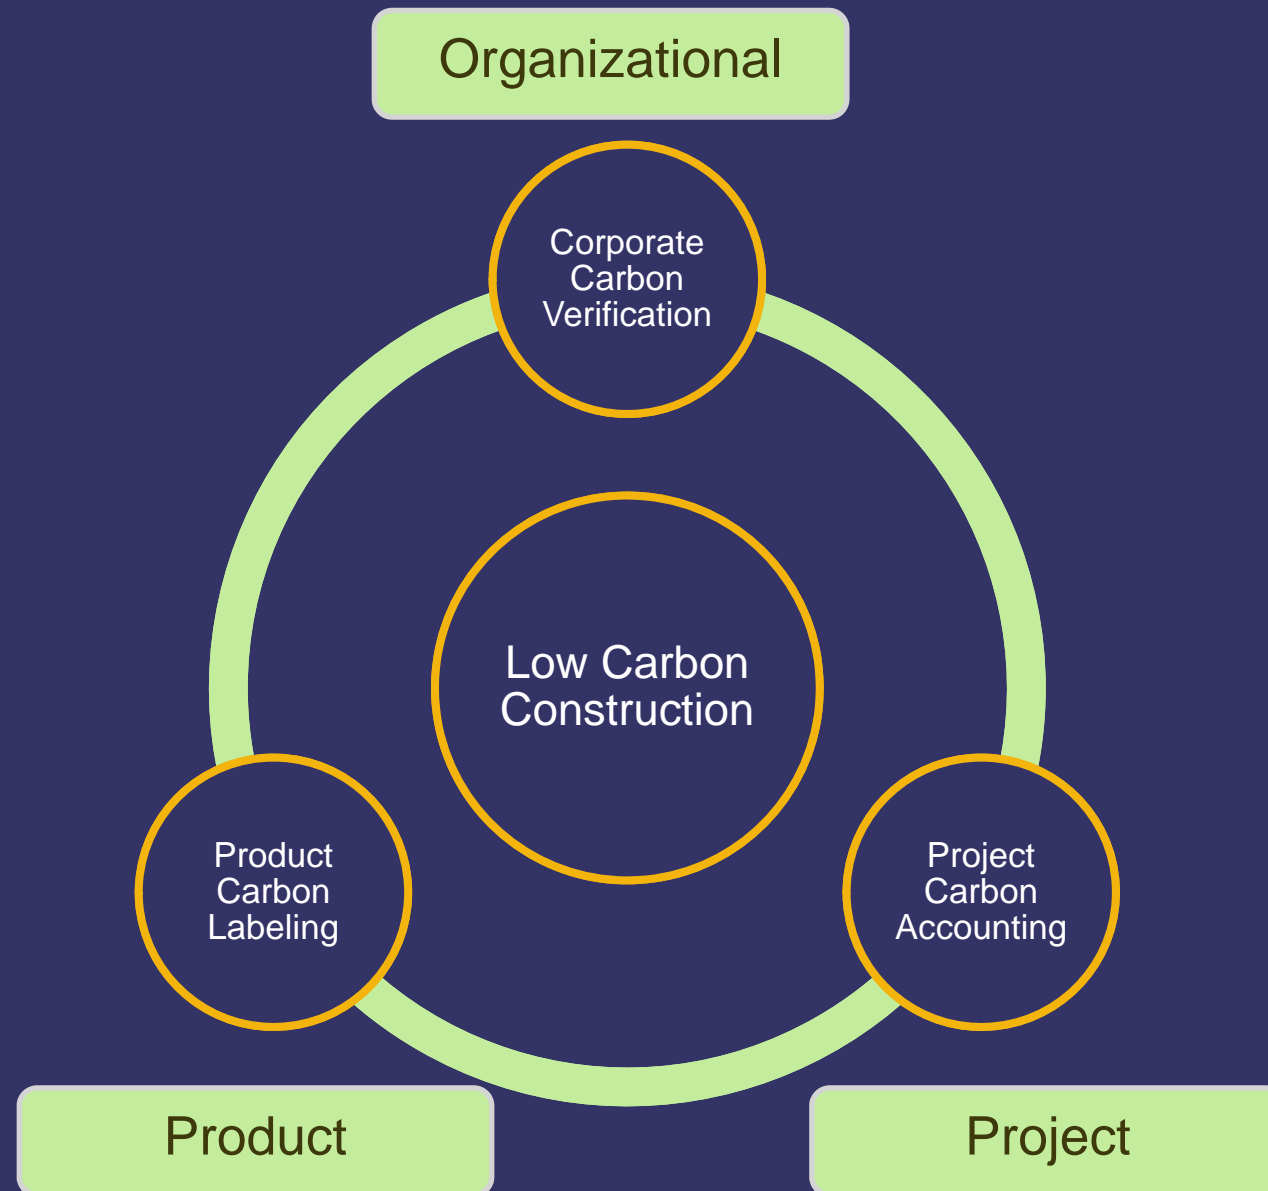 Organizational
Corporate
Carbon
Verification
Low Carbon
Construction
Product
Carbon
Labeling
Project
Carbon
Accounting
Product
Project